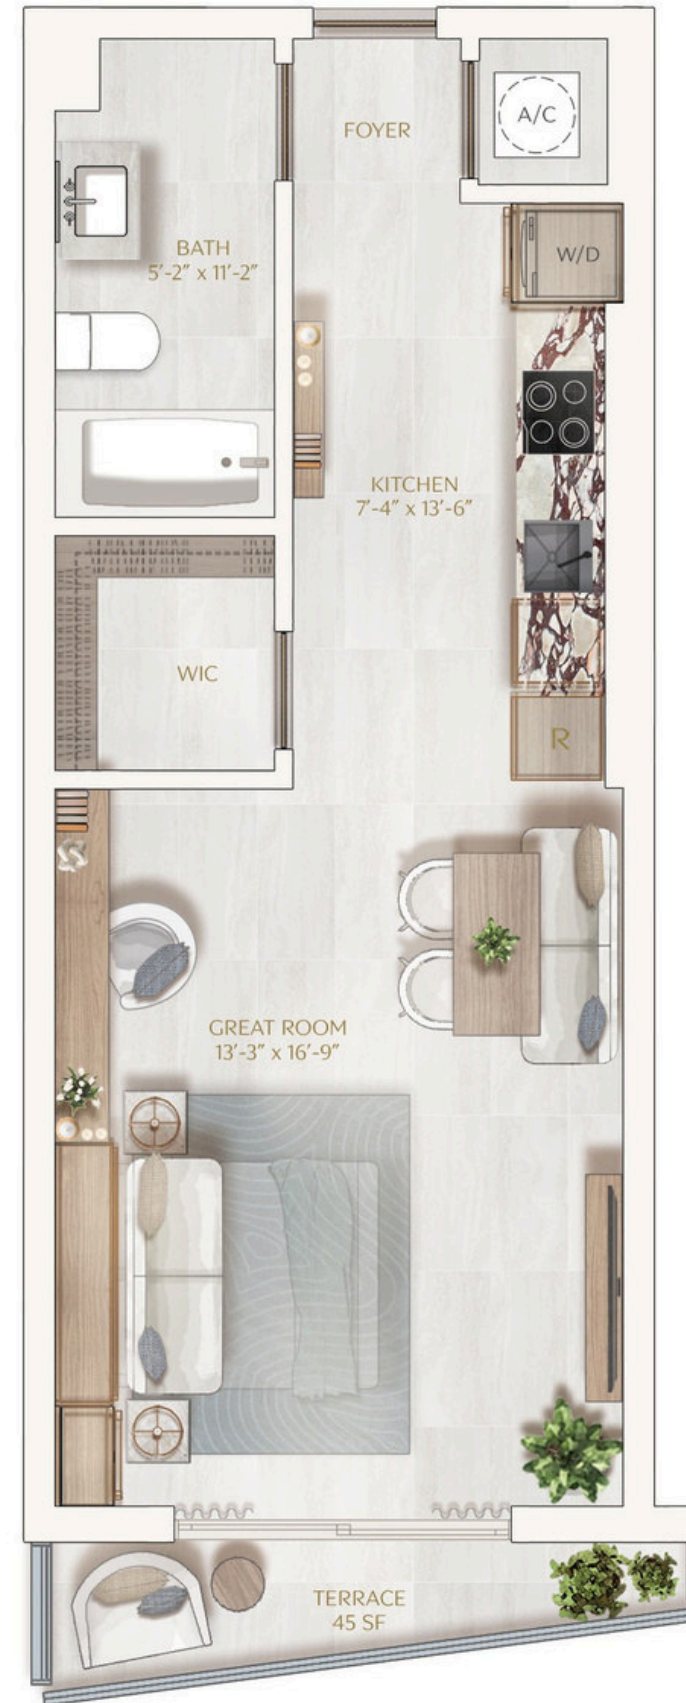 FOYER
A/C
BATH
5'-2" x 11'-2"
W/D
KITCHEN
7'-4" x 13'-6"
WIC
R
GREAT ROOM
13'-3" x 16'-9"
TERRACE
45 SF